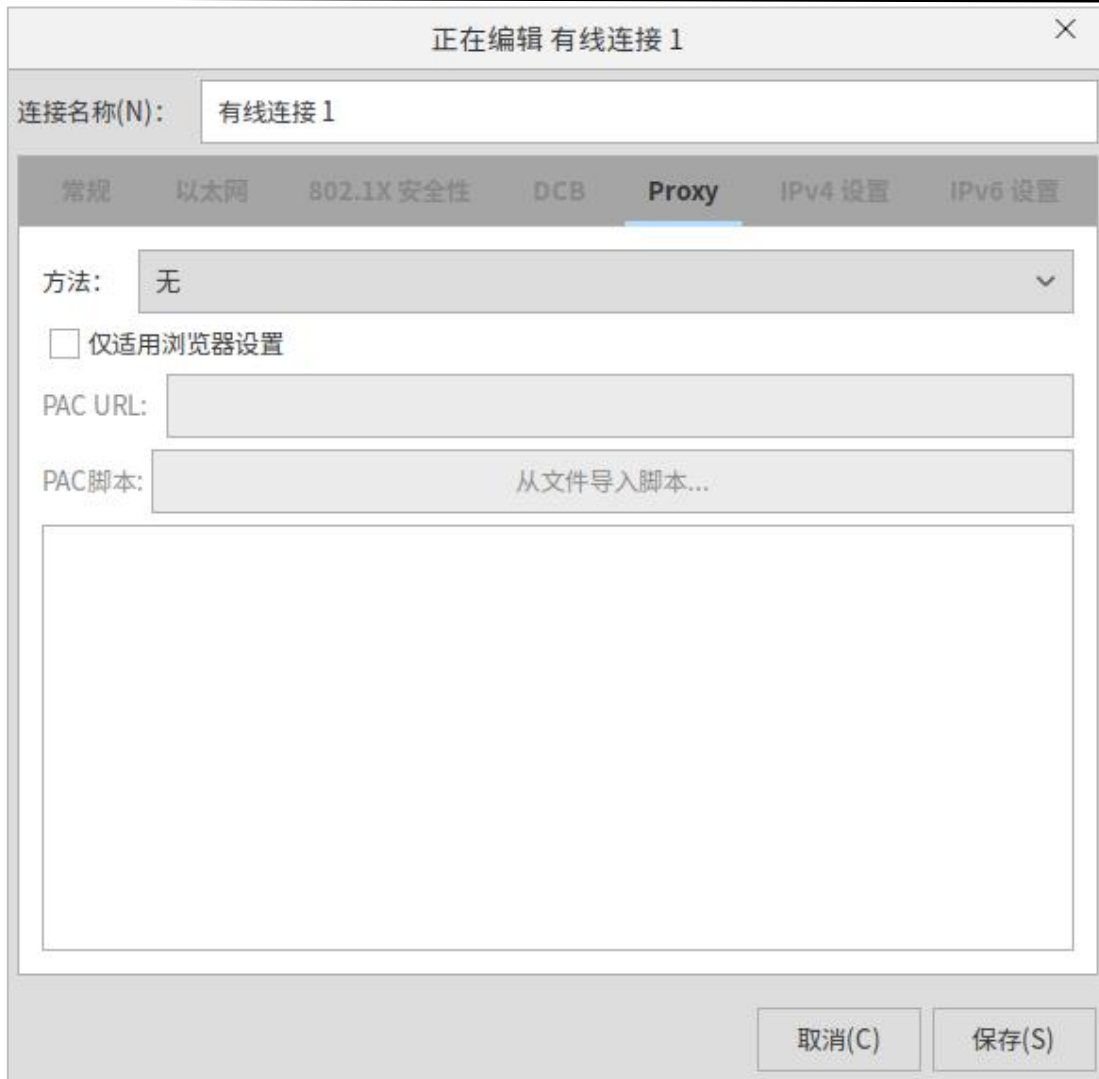 正在编辑 有线连接 1
连接名称(N)： 有线连接 1
常规 以太网 802.1X 安全性 DCB Proxy IPv4 设置 IPv6 设置
方法： 无
仅适用浏览器设置
PAC URL:
PAC脚本: 从文件导入脚本...
取消(C) 保存(S)